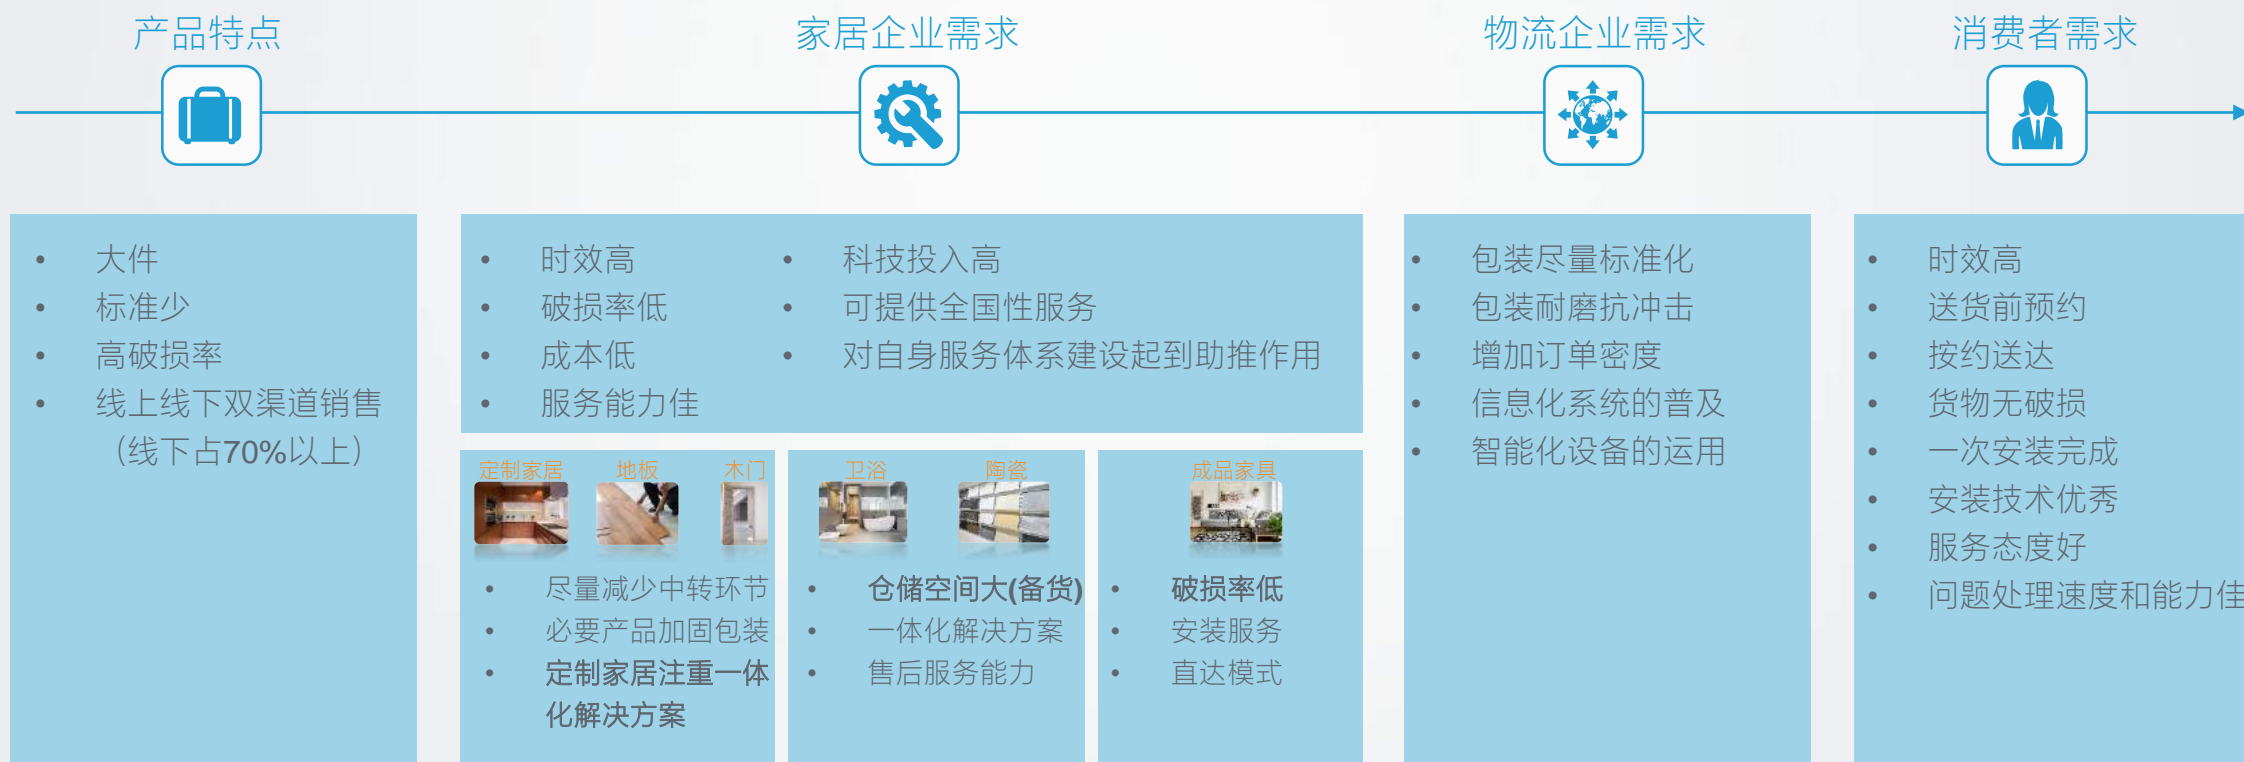 产品特点
家居企业需求
物流企业需求
消费者需求
• 大件
• 标准少
• 高破损率
• 线上线下双渠道销售
（线下占70%以上）
• 时效高
• 破损率低
• 成本低
• 服务能力佳
• 科技投入高
• 可提供全国性服务
• 对自身服务体系建设起到助推作用
定制家居 地板 木门
• 尽量减少中转环节
• 必要产品加固包装
• 定制家居注重一体
化解决方案
卫浴 陶瓷
• 仓储空间大(备货)
• 一体化解决方案
• 售后服务能力
成品家具
• 破损率低
• 安装服务
• 直达模式
• 包装尽量标准化
• 包装耐磨抗冲击
• 增加订单密度
• 信息化系统的普及
• 智能化设备的运用
• 时效高
• 送货前预约
• 按约送达
• 货物无破损
• 一次安装完成
• 安装技术优秀
• 服务态度好
• 问题处理速度和能力佳